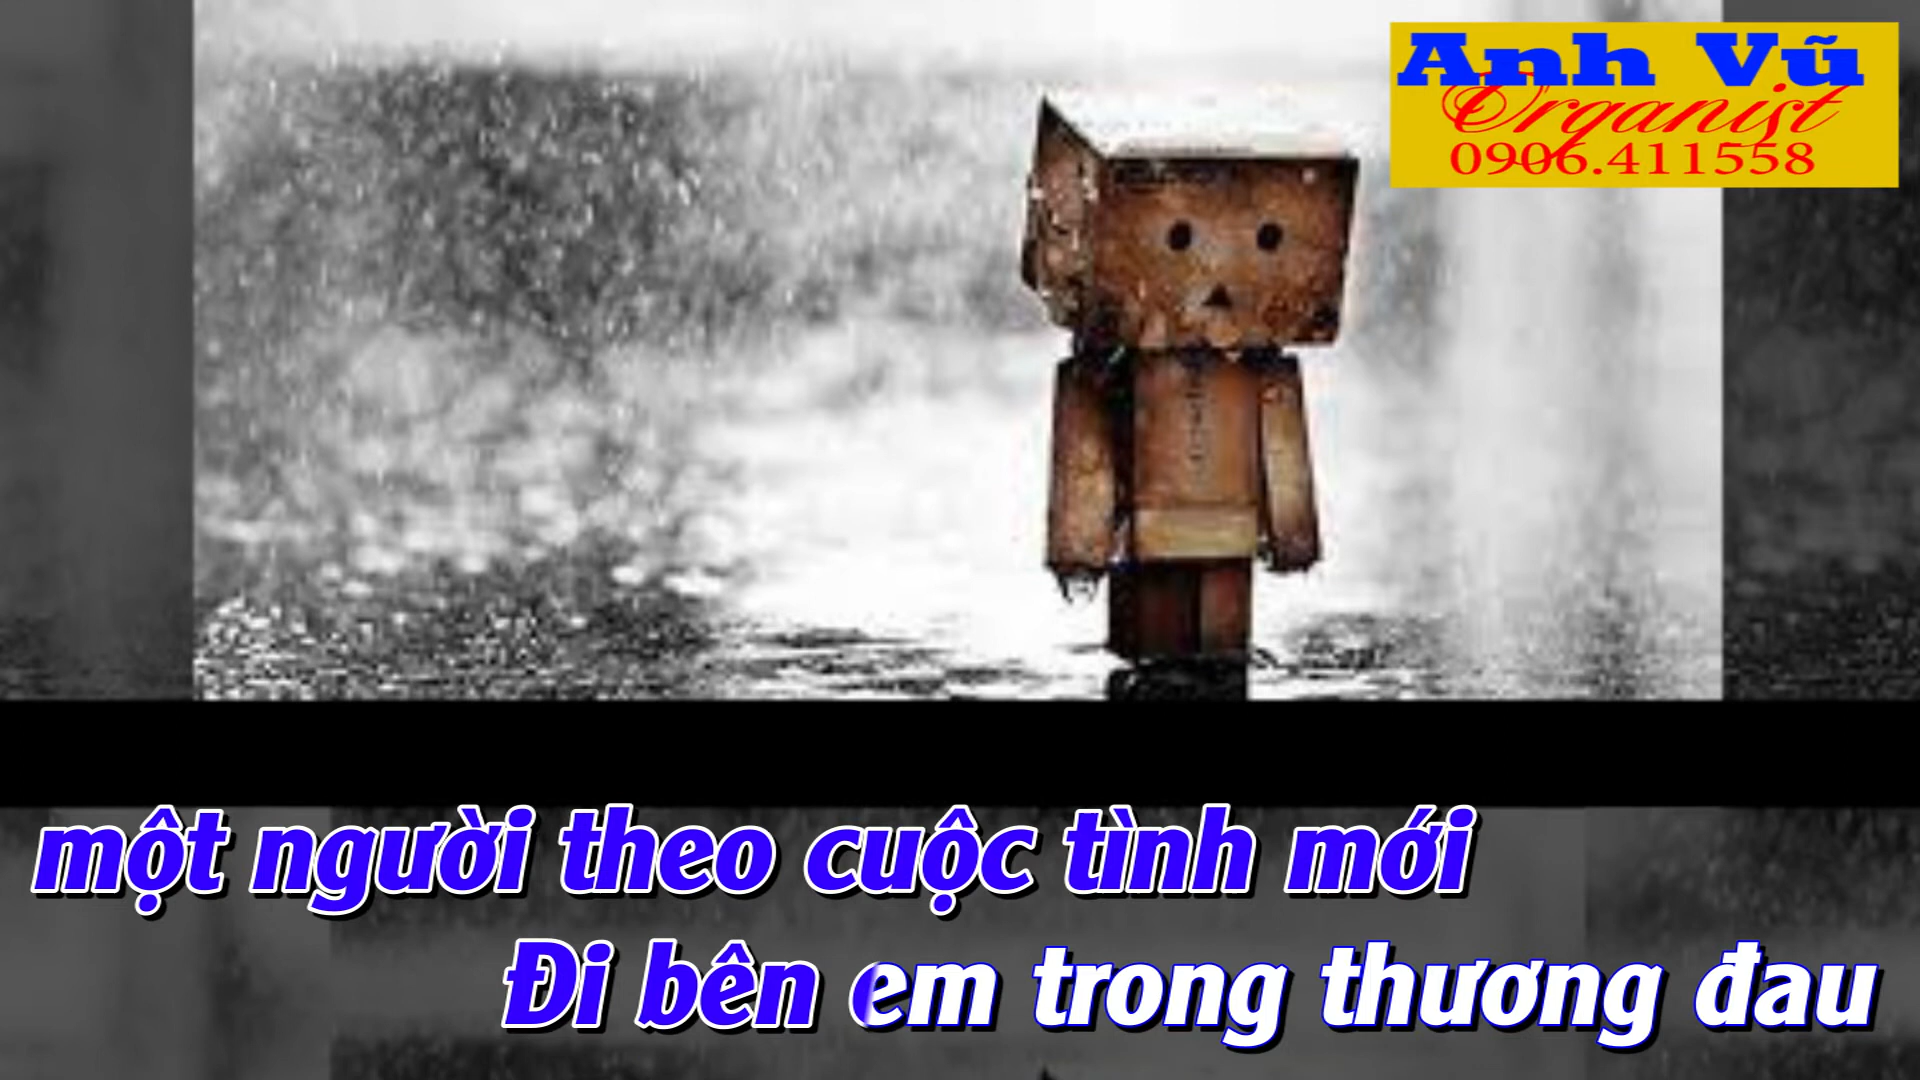 Anh Vũ
Organist
0906.411558
một người theo cuộc tình mới
Đi bên em trong thương đau